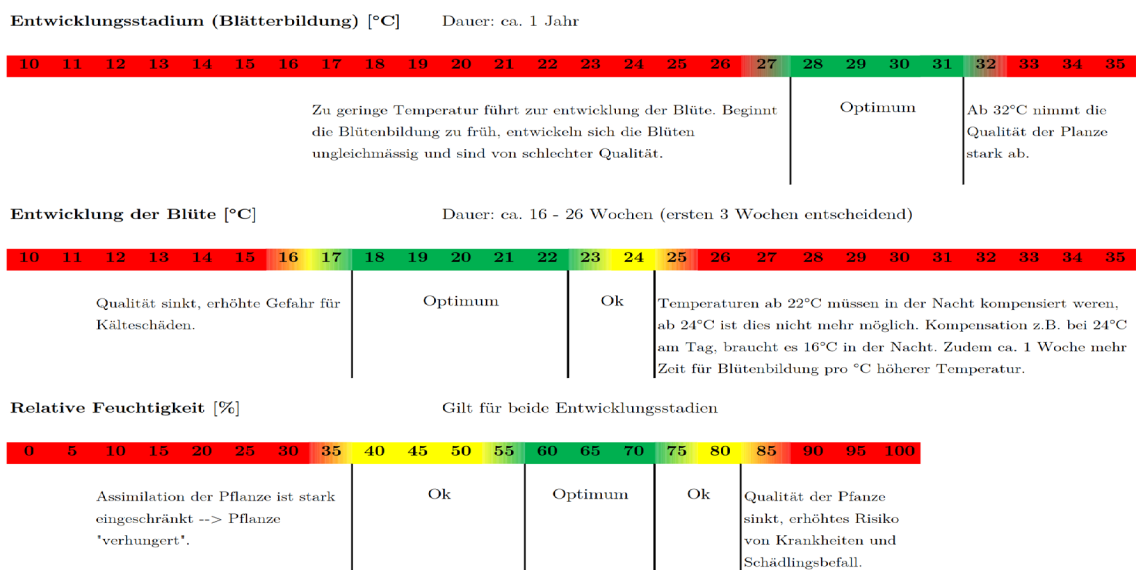 Entwicklungsstadium (Blätterbildung) [°C] Dauer: ca. 1 Jahr
10 11 12 13 14 15 16 17 18 19 20 21 22 23 24 25 26 27 28 29 30 31 32 33 34 35
Zu geringe Temperatur führt zur entwicklung der Blüte. Beginnt
die Blütenbildung zu früh, entwickeln sich die Blüten
ungleichmässig und sind von schlechter Qualität.
Optimum
Ab 32°C nimmt die
Qualität der Planze
stark ab.
Entwicklung der Blüte [°C] Dauer: ca. 16 - 26 Wochen (ersten 3 Wochen entscheidend)
10 11 12 13 14 15 16 17 18 19 20 21 22 23 24 25 26 27 28 29 30 31 32 33 34 35
Qualität sinkt, erhöhte Gefahr für
Kälteschäden.
Optimum
Ok
Temperaturen ab 22°C müssen in der Nacht kompensiert weren,
ab 24°C ist dies nicht mehr möglich. Kompensation z.B. bei 24°C
am Tag, braucht es 16°C in der Nacht. Zudem ca. 1 Woche mehr
Zeit für Blütenbildung pro °C höherer Temperatur.
Relative Feuchtigkeit [%] Gilt für beide Entwicklungsstadien
0 5 10 15 20 25 30 35 40 45 50 55 60 65 70 75 80 85 90 95 100
Assimilation der Pflanze ist stark
eingeschränkt --> Pflanze
"verhungert".
Ok
Optimum
Ok
Qualität der Pfanze
sinkt, erhöhtes Risiko
von Krankheiten und
Schädlingsbefall.